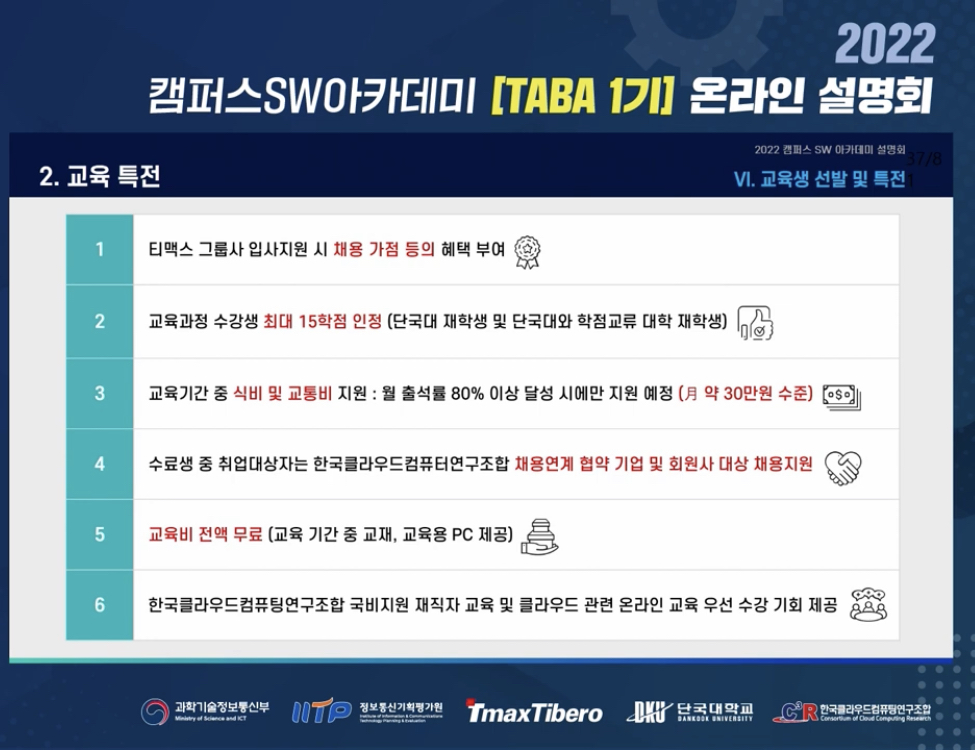 2022
캠퍼스SW아카데미 [TABA 1기] 온라인 설명회
2022 캠퍼스 SW 아카데미 설명회
37/8
1
2. 교육 특전
VI. 교육생 선발 및 특전
1 티맥스 그룹사 입사지원 시 채용 가점 등의 혜택 부여
2 교육과정 수강생 최대 15학점 인정 (단국대 재학생 및 단국대와 학점교류 대학 재학생)
3 교육기간 중 식비 및 교통비 지원 : 월 출석률 80% 이상 달성 시에만 지원 예정 (月 약 30만원 수준)
4 수료생 중 취업대상자는 한국클라우드컴퓨터연구조합 채용연계 협약 기업 및 회원사 대상 채용지원
5 교육비 전액 무료 (교육 기간 중 교재, 교육용 PC 제공)
6 한국클라우드컴퓨팅연구조합 국비지원 재직자 교육 및 클라우드 관련 온라인 교육 우선 수강 기회 제공
과학기술정보통신부
Ministry of Science and ICT
IITP 정보통신기획평가원
Institute of Information & Communications
Technology Planning & Evaluation
TmaxTibero
DKU 단국대학교
DANKOOK UNIVERSITY
C3R 한국클라우드컴퓨팅연구조합
Consortium of Cloud Computing Research